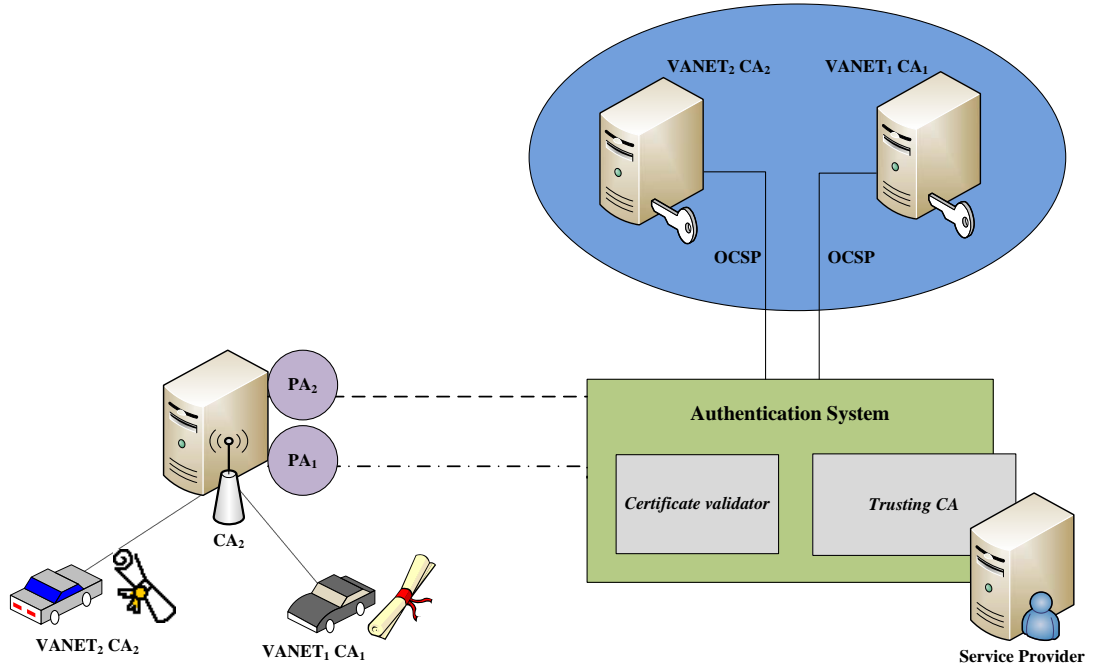 VANET₂ CA₂
VANET₁ CA₁
OCSP
OCSP
PA₂
PA₁
CA₂
VANET₂ CA₂
VANET₁ CA₁
Authentication System
Certificate validator
Trusting CA
Service Provider